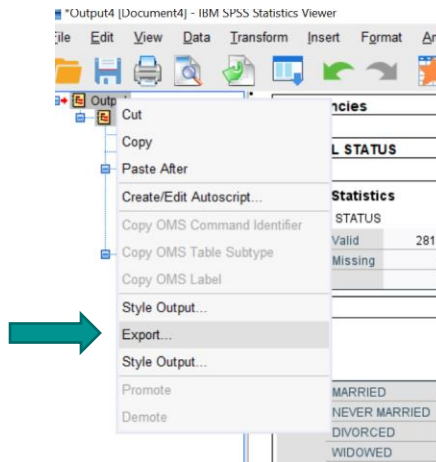 *Output4 [Document4] - IBM SPSS Statistics Viewer
File Edit View Data Transform Insert Format
Output
Cut
Copy
Paste After
Create/Edit Autoscript...
Copy OMS Command Identifier
Copy OMS Table Subtype
Copy OMS Label
Style Output...
Export...
Style Output...
Promote
Demote
ncies
L STATUS
Statistics
STATUS
Valid 281
Missing
MARRIED
NEVER MARRIED
DIVORCED
WIDOWED